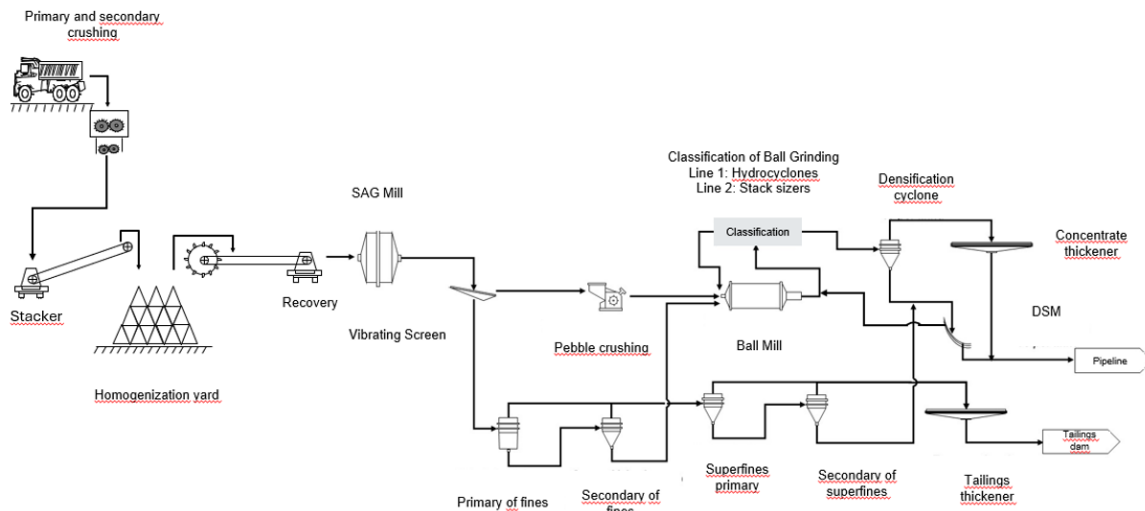 Primary and secondary
crushing
Classification of Ball Grinding
Line 1: Hydrocyclones
Line 2: Stack sizers
Densification
cyclone
SAG Mill
Classification
Concentrate
thickener
Recovery
Stacker
DSM
Vibrating Screen
Pebble crushing
Ball Mill
Pipeline
Homogenization yard
Tailings
dam
Superfines
primary
Secondary of
superfines
Tailings
thickener
Primary of fines
Secondary of
fines